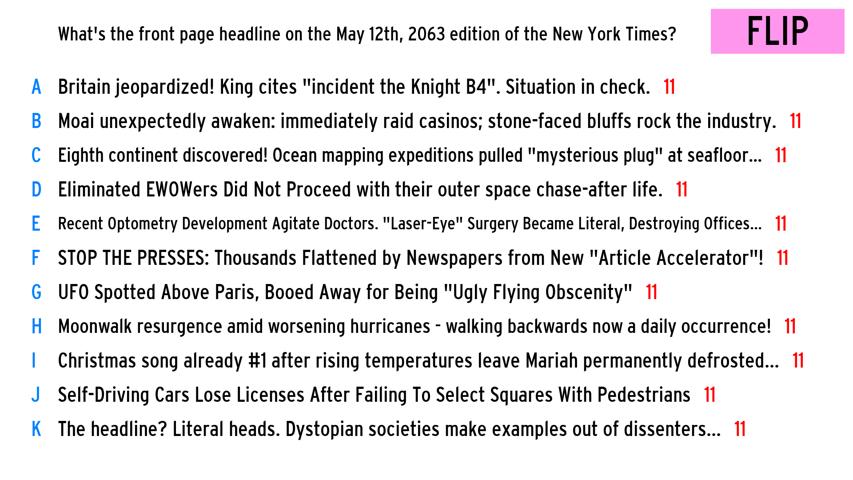 What's the front page headline on the May 12th, 2063 edition of the New York Times?
FLIP
A Britain jeopardized! King cites "incident the Knight B4". Situation in check. 11
B Moai unexpectedly awaken: immediately raid casinos; stone-faced bluffs rock the industry. 11
C Eighth continent discovered! Ocean mapping expeditions pulled "mysterious plug" at seafloor... 11
D Eliminated EWOWers Did Not Proceed with their outer space chase-after life. 11
E Recent Optometry Development Agitate Doctors. "Laser-Eye" Surgery Became Literal, Destroying Offices... 11
F STOP THE PRESSES: Thousands Flattened by Newspapers from New "Article Accelerator"! 11
G UFO Spotted Above Paris, Booed Away for Being "Ugly Flying Obscenity" 11
H Moonwalk resurgence amid worsening hurricanes - walking backwards now a daily occurrence! 11
I Christmas song already #1 after rising temperatures leave Mariah permanently defrosted... 11
J Self-Driving Cars Lose Licenses After Failing To Select Squares With Pedestrians 11
K The headline? Literal heads. Dystopian societies make examples out of dissenters... 11